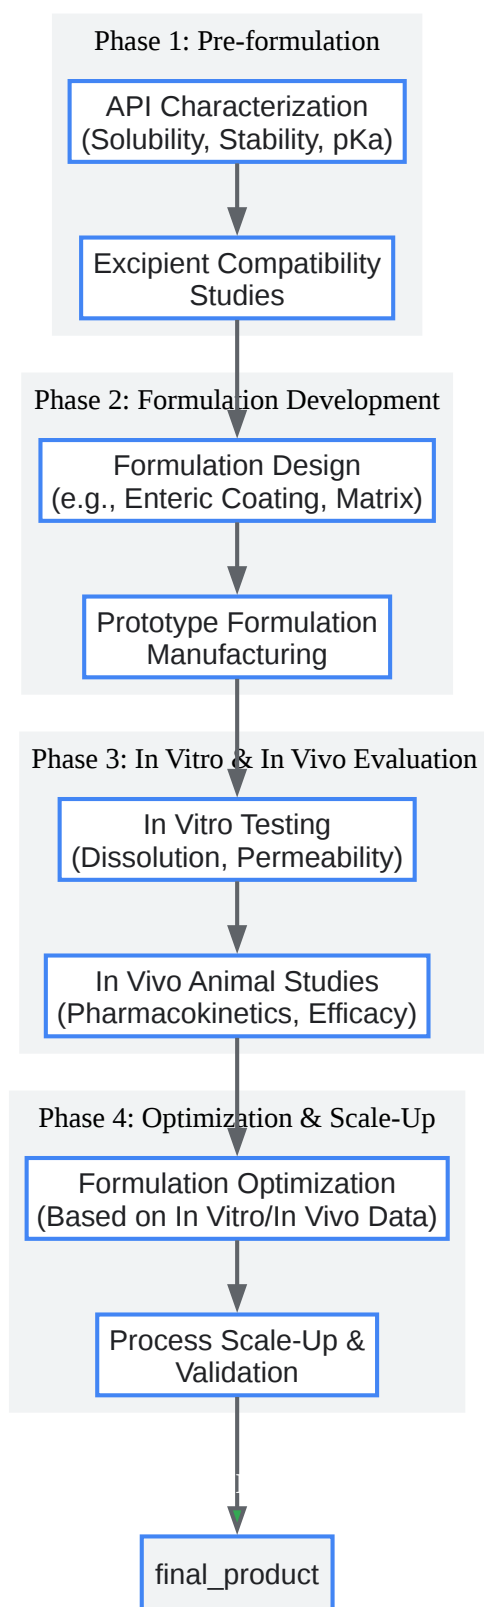 Phase 1: Pre-formulation
API Characterization
(Solubility, Stability, pKa)
Excipient Compatibility
Studies
Phase 2: Formulation Development
Formulation Design
(e.g., Enteric Coating, Matrix)
Prototype Formulation
Manufacturing
Phase 3: In Vitro & In Vivo Evaluation
In Vitro Testing
(Dissolution, Permeability)
In Vivo Animal Studies
(Pharmacokinetics, Efficacy)
Phase 4: Optimization & Scale-Up
Formulation Optimization
(Based on In Vitro/In Vivo Data)
Process Scale-Up &
Validation
final_product